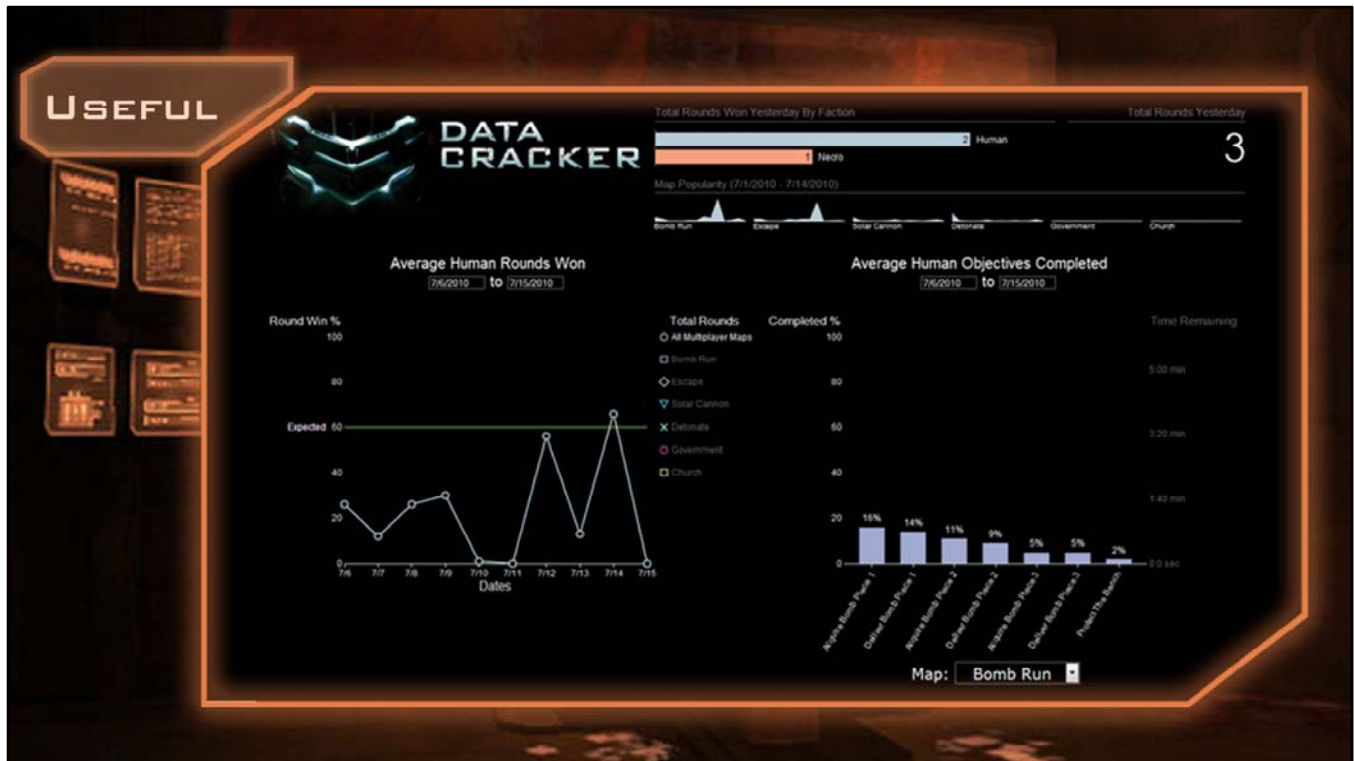 USEFUL
DATA
CRACKER
Total Rounds Won Yesterday By Faction
2 Human
1 Necro
Total Rounds Yesterday
3
Map Popularity (7/1/2010 - 7/14/2010)
Bomb Run Escape Solar Cannon Detonate Government Church
Average Human Rounds Won
7/6/2010 to 7/15/2010
Round Win %
100
80
Expected 60
40
20
0
7/6 7/7 7/8 7/9 7/10 7/11 7/12 7/13 7/14 7/15
Dates
Total Rounds
All Multiplayer Maps
Bomb Run
Escape
Solar Cannon
Detonate
Government
Church
Average Human Objectives Completed
7/6/2010 to 7/15/2010
Completed %
100
80
60
40
20
0
16% 14% 11% 9% 5% 5% 2%
Acquire Bomb Piece 1
Deliver Bomb Piece 1
Acquire Bomb Piece 2
Deliver Bomb Piece 2
Acquire Bomb Piece 3
Deliver Bomb Piece 3
Protect The Bench
Time Remaining
5:00 min
3:20 min
1:40 min
0:0 sec
Map: Bomb Run